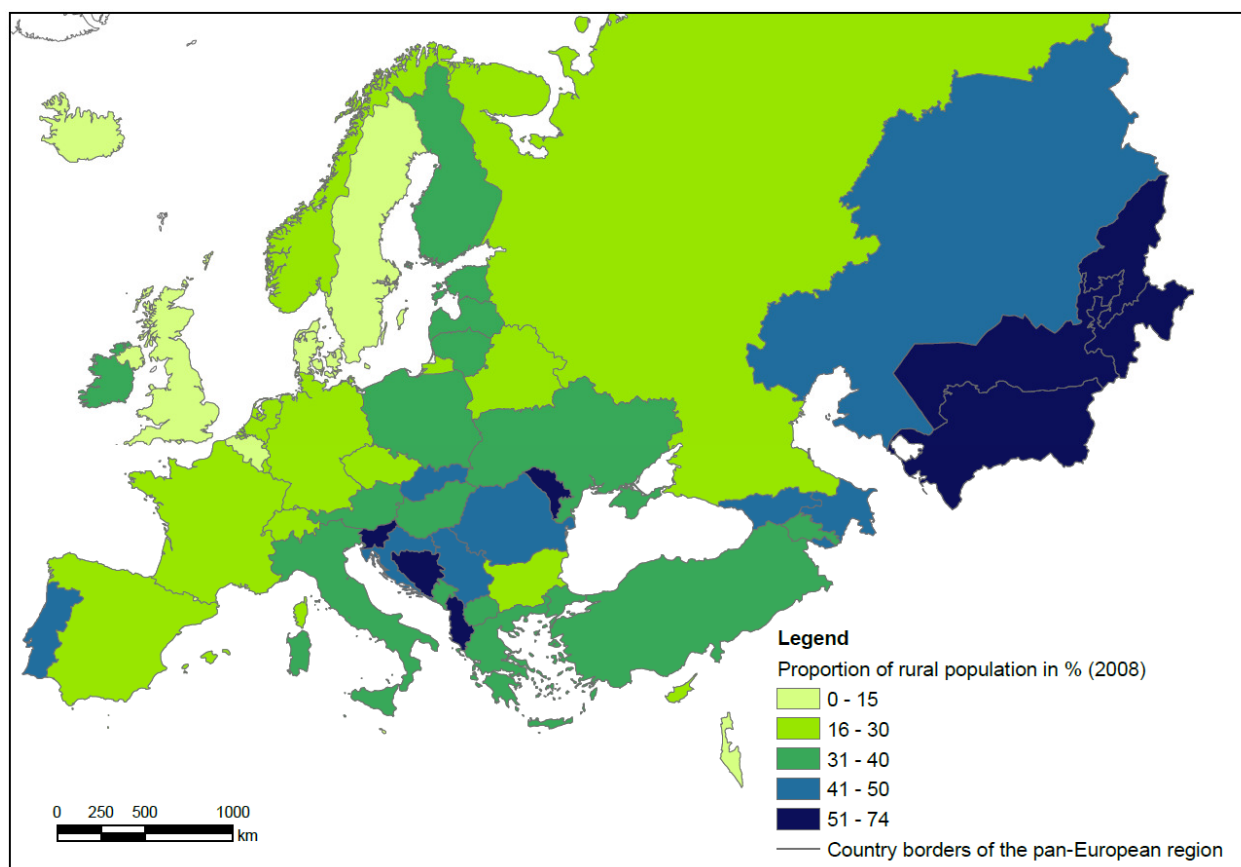 Legend
Proportion of rural population in % (2008)
0 - 15
16 - 30
31 - 40
41 - 50
51 - 74
Country borders of the pan-European region
0 250 500 1000
km